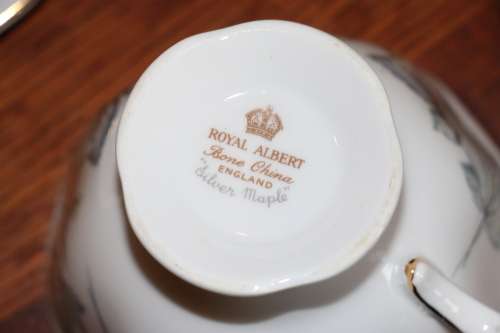 ROYAL ALBERT
Bone China
ENGLAND
"Silver Maple"